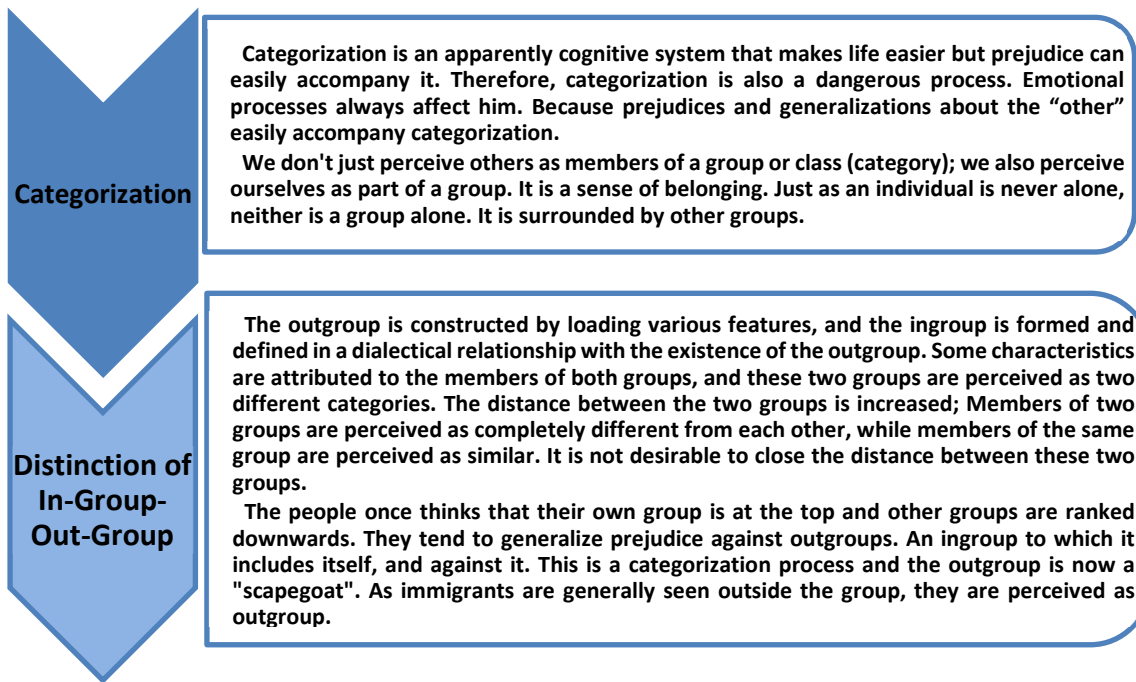 Categorization
Categorization is an apparently cognitive system that makes life easier but prejudice can
easily accompany it. Therefore, categorization is also a dangerous process. Emotional
processes always affect him. Because prejudices and generalizations about the “other”
easily accompany categorization.
We don't just perceive others as members of a group or class (category); we also perceive
ourselves as part of a group. It is a sense of belonging. Just as an individual is never alone,
neither is a group alone. It is surrounded by other groups.
Distinction of
In-Group-
Out-Group
The outgroup is constructed by loading various features, and the ingroup is formed and
defined in a dialectical relationship with the existence of the outgroup. Some characteristics
are attributed to the members of both groups, and these two groups are perceived as two
different categories. The distance between the two groups is increased; Members of two
groups are perceived as completely different from each other, while members of the same
group are perceived as similar. It is not desirable to close the distance between these two
groups.
The people once thinks that their own group is at the top and other groups are ranked
downwards. They tend to generalize prejudice against outgroups. An ingroup to which it
includes itself, and against it. This is a categorization process and the outgroup is now a
"scapegoat". As immigrants are generally seen outside the group, they are perceived as
outgroup.